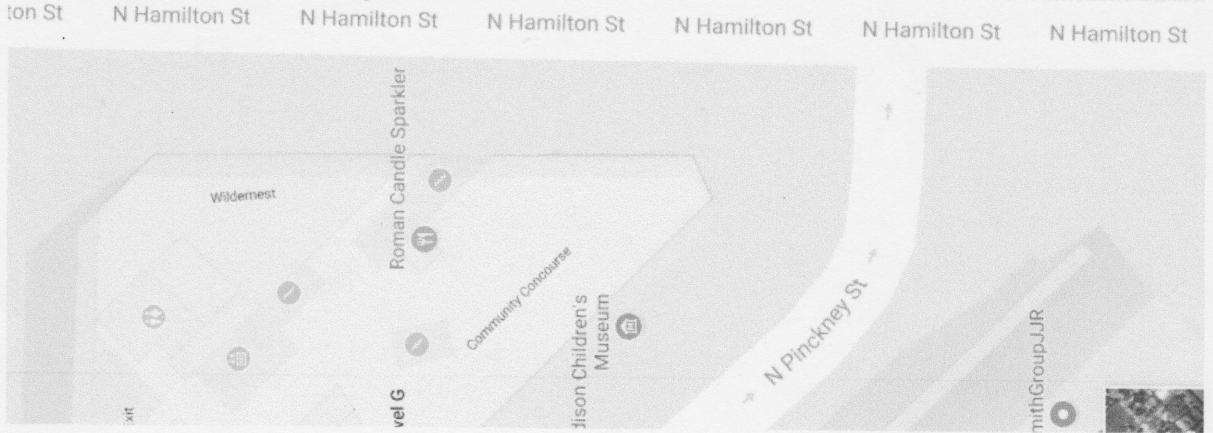 ton St N Hamilton St N Hamilton St N Hamilton St N Hamilton St N Hamilton St N Hamilton St
Roman Candle Sparkler
Wildernest
Community Concourse
dison Children's
Museum
N Pinckney St
mithGroupJJR
vel G
xit